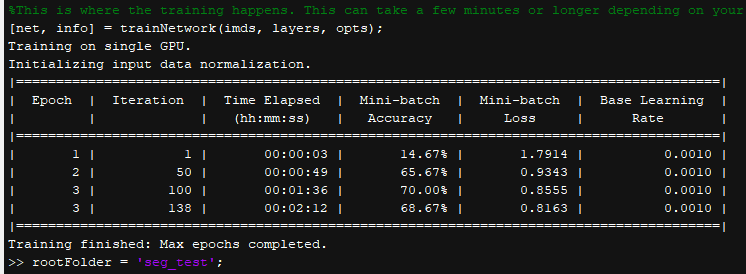 %This is where the training happens. This can take a few minutes or longer depending on your
[net, info] = trainNetwork(imds, layers, opts);
Training on single GPU.
Initializing input data normalization.
|======================================================================================|
|  Epoch  |  Iteration  |  Time Elapsed  |  Mini-batch  |  Mini-batch  |  Base Learning  |
|         |             |   (hh:mm:ss)   |   Accuracy   |     Loss     |      Rate       |
|======================================================================================|
|       1 |           1 |       00:00:03 |       14.67% |       1.7914 |          0.0010 |
|       2 |          50 |       00:00:49 |       65.67% |       0.9343 |          0.0010 |
|       3 |         100 |       00:01:36 |       70.00% |       0.8555 |          0.0010 |
|       3 |         138 |       00:02:12 |       68.67% |       0.8163 |          0.0010 |
|======================================================================================|
Training finished: Max epochs completed.
>> rootFolder = 'seg_test';